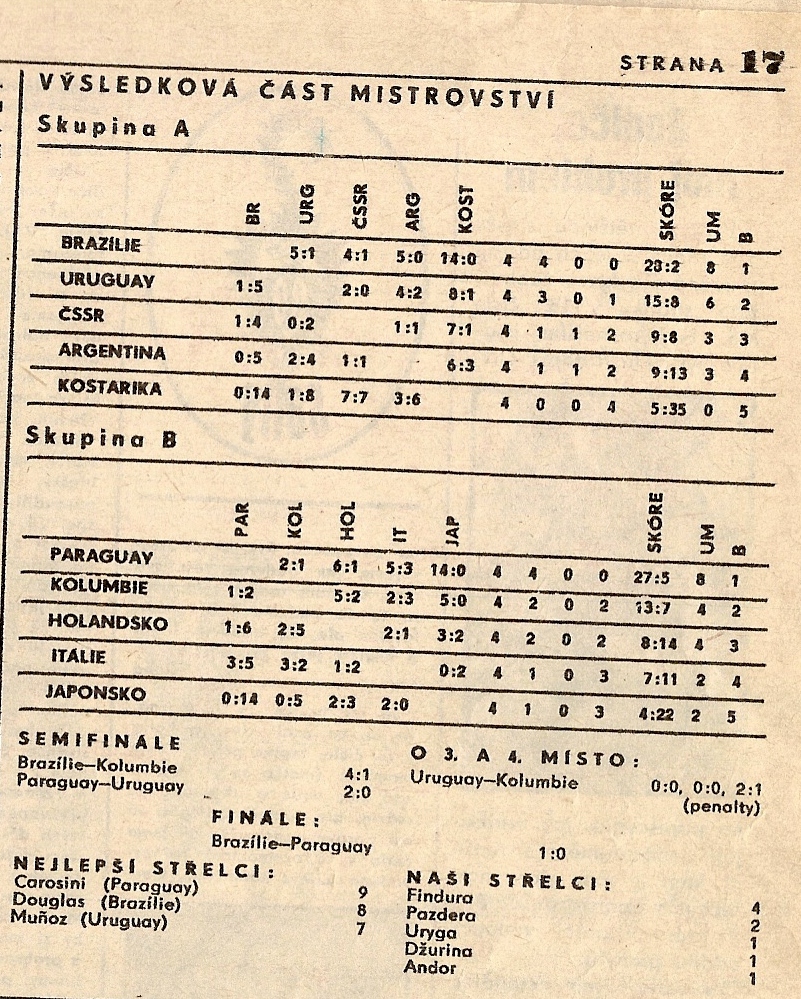 STRANA 17
VÝSLEDKOVÁ ČÁST MISTROVSTVÍ
Skupina A
BR URG ČSSR ARG KOST SKÓRE UM B
BRAZÍLIE 5:1 4:1 5:0 14:0 4 4 0 0 28:2 8 1
URUGUAY 1:5 2:0 4:2 8:1 4 3 0 1 15:8 6 2
ČSSR 1:4 0:2 1:1 7:1 4 1 1 2 9:8 3 3
ARGENTINA 0:5 2:4 1:1 6:3 4 1 1 2 9:13 3 4
KOSTARIKA 0:14 1:8 7:7 3:6 4 0 0 4 5:35 0 5
Skupina B
PAR KOL HOL IT JAP SKÓRE UM B
PARAGUAY 2:1 6:1 5:3 14:0 4 4 0 0 27:5 8 1
KOLUMBIE 1:2 5:2 2:3 5:0 4 2 0 2 13:7 4 2
HOLANDSKO 1:6 2:5 2:1 3:2 4 2 0 2 8:14 4 3
ITÁLIE 3:5 3:2 1:2 0:2 4 1 0 3 7:11 2 4
JAPONSKO 0:14 0:5 2:3 2:0 4 1 0 3 4:22 2 5
SEMIFINÁLE
Brazílie—Kolumbie 4:1
Paraguay—Uruguay 2:0
O 3. A 4. MÍSTO:
Uruguay—Kolumbie 0:0, 0:0, 2:1
(penalty)
FINÁLE:
Brazílie—Paraguay 1:0
NEJLEPŠÍ STŘELCI:
Carosini (Paraguay) 9
Douglas (Brazílie) 8
Muñoz (Uruguay) 7
NAŠI STŘELCI:
Findura 4
Pazdera 2
Uryga 1
Džurina 1
Andor 1